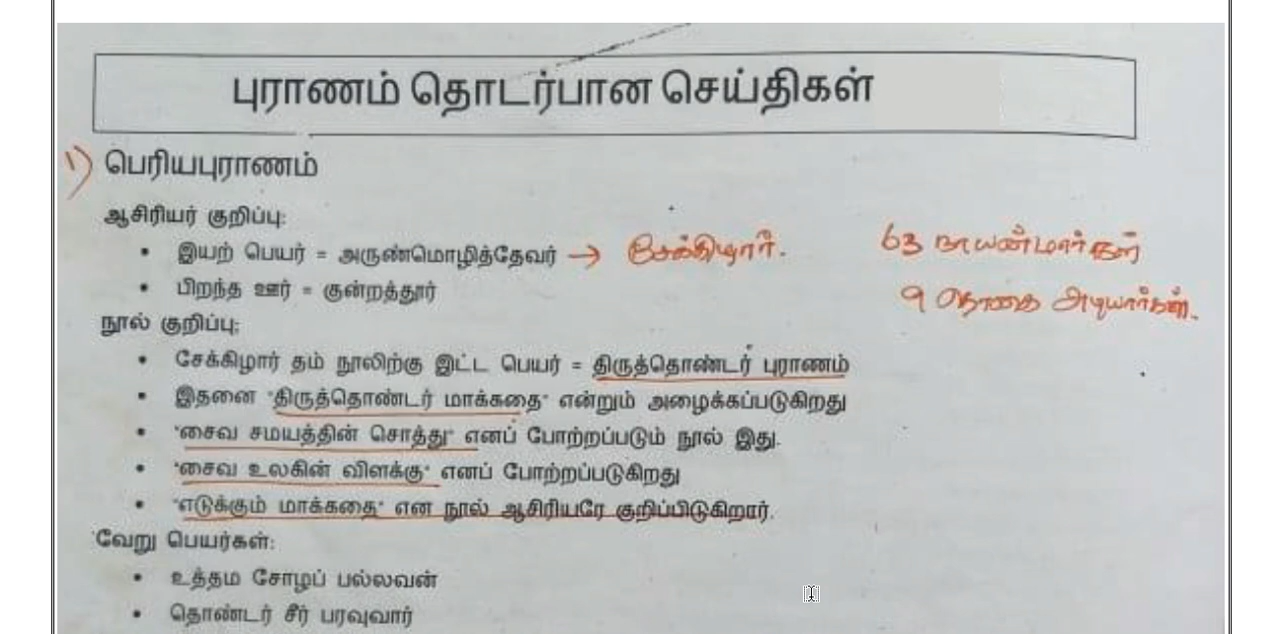 புராணம் தொடர்பான செய்திகள்
1) பெரியபுராணம்
ஆசிரியர் குறிப்பு:
• இயற் பெயர் = அருண்மொழித்தேவர் → சேக்கிழார்.
63 நாயன்மார்கள்
• பிறந்த ஊர் = குன்றத்தூர்
9 தொகை அடியார்கள்.
நூல் குறிப்பு:
• சேக்கிழார் தம் நூலிற்கு இட்ட பெயர் = திருத்தொண்டர் புராணம்
• இதனை "திருத்தொண்டர் மாக்கதை" என்றும் அழைக்கப்படுகிறது
• "சைவ சமயத்தின் சொத்து" எனப் போற்றப்படும் நூல் இது.
• "சைவ உலகின் விளக்கு" எனப் போற்றப்படுகிறது
• "எடுக்கும் மாக்கதை" என நூல் ஆசிரியரே குறிப்பிடுகிறார்.
வேறு பெயர்கள்:
• உத்தம சோழப் பல்லவன்
• தொண்டர் சீர் பரவுவார்